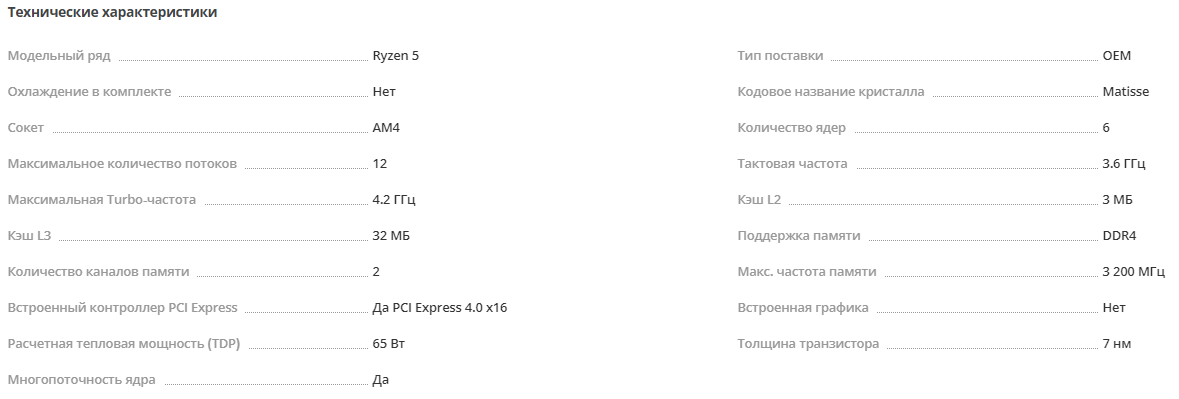 Технические характеристики
Модельный ряд Ryzen 5 Тип поставки OEM
Охлаждение в комплекте Нет Кодовое название кристалла Matisse
Сокет AM4 Количество ядер 6
Максимальное количество потоков 12 Тактовая частота 3.6 ГГц
Максимальная Turbo-частота 4.2 ГГц Кэш L2 3 МБ
Кэш L3 32 МБ Поддержка памяти DDR4
Количество каналов памяти 2 Макс. частота памяти 3 200 МГц
Встроенный контроллер PCI Express Да PCI Express 4.0 x16 Встроенная графика Нет
Расчетная тепловая мощность (TDP) 65 Вт Толщина транзистора 7 нм
Многопоточность ядра Да